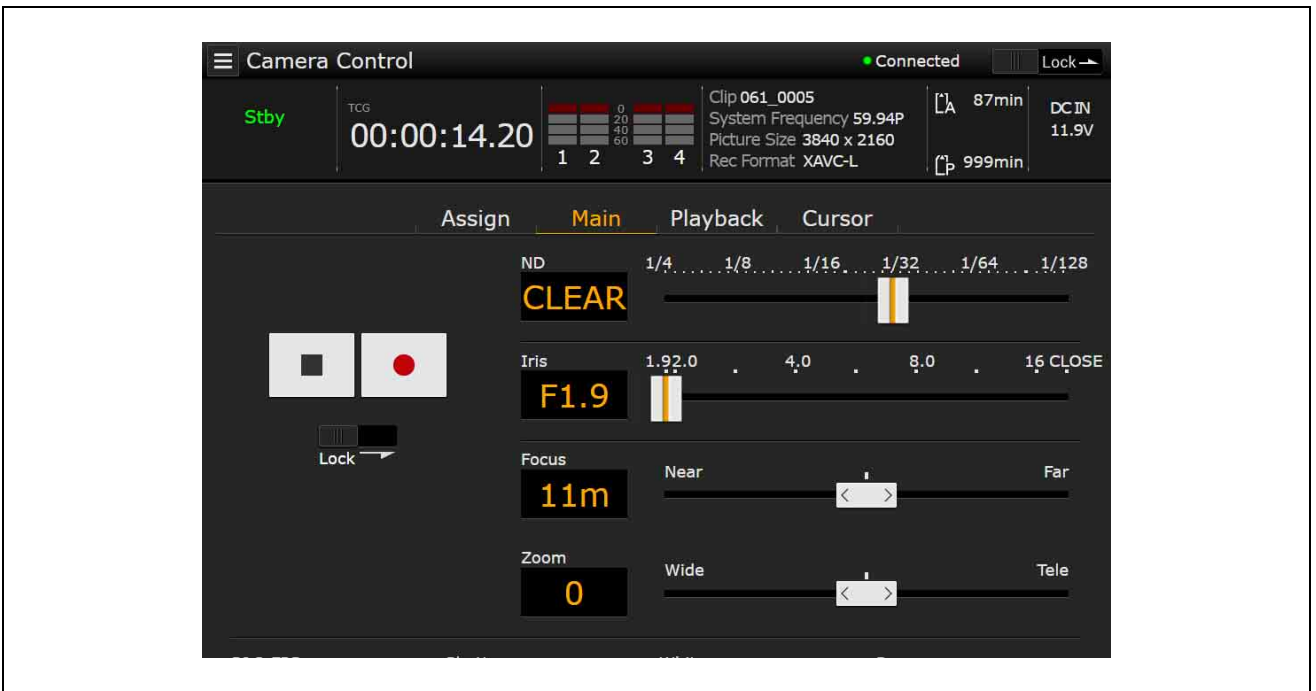 Camera Control
Connected
Lock
Stby
TCG
00:00:14.20
0
20
40
60
1 2 3 4
Clip 061_0005
System Frequency 59.94P
Picture Size 3840 x 2160
Rec Format XAVC-L
A 87min
P 999min
DC IN
11.9V
Assign Main Playback Cursor
ND
CLEAR
1/4 1/8 1/16 1/32 1/64 1/128
Iris
F1.9
1.92.0 4.0 8.0 16 CLOSE
Lock
Focus
11m
Near Far
Zoom
0
Wide Tele